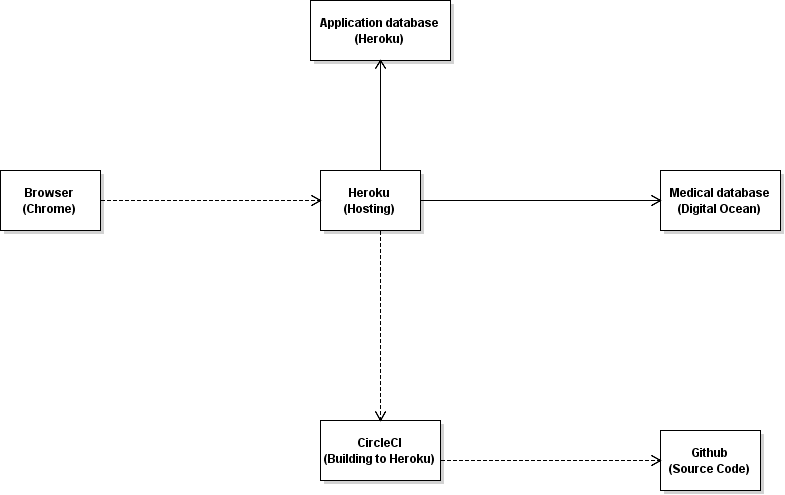 Application database
(Heroku)
Browser
(Chrome)
Heroku
(Hosting)
Medical database
(Digital Ocean)
CircleCI
(Building to Heroku)
Github
(Source Code)